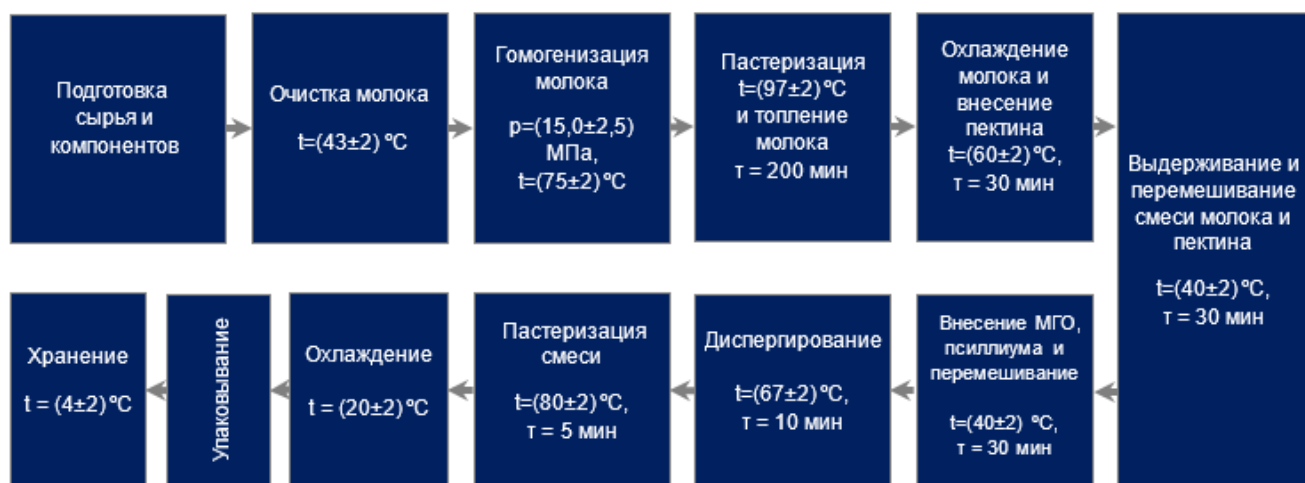 Подготовка
сырья и
компонентов
Очистка молока
t=(43±2) ºС
Гомогенизация
молока
р=(15,0±2,5)
МПа,
t=(75±2) ºС
Пастеризация
t=(97±2) ºС
и топление
молока
τ = 200 мин
Охлаждение
молока и
внесение
пектина
t=(60±2) ºС,
τ = 30 мин
Выдерживание и
перемешивание
смеси молока и
пектина
t=(40±2) ºС,
τ = 30 мин
Внесение МГО,
псиллиума и
перемешивание
t=(40±2) ºС,
τ = 30 мин
Диспергирование
t=(67±2) ºС,
τ = 10 мин
Пастеризация
смеси
t=(80±2) ºС,
τ = 5 мин
Охлаждение
t = (20±2) ºС
Упаковывание
Хранение
t = (4±2) ºС